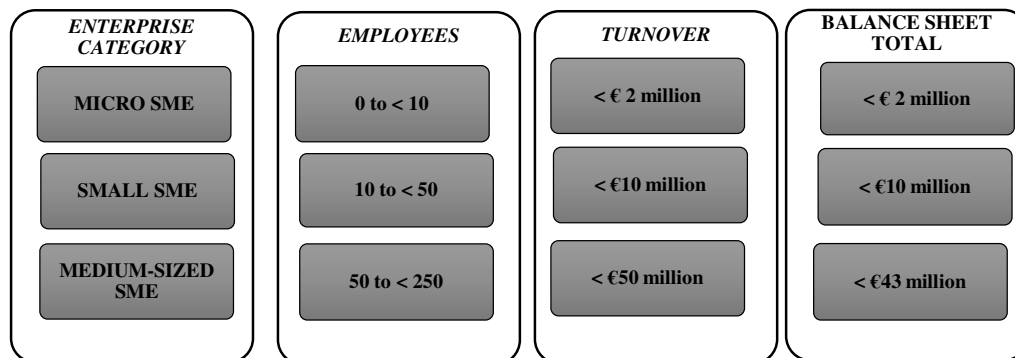 ENTERPRISE
CATEGORY
MICRO SME
SMALL SME
MEDIUM-SIZED
SME
EMPLOYEES
0 to < 10
10 to < 50
50 to < 250
TURNOVER
< € 2 million
< €10 million
< €50 million
BALANCE SHEET
TOTAL
< € 2 million
< €10 million
< €43 million